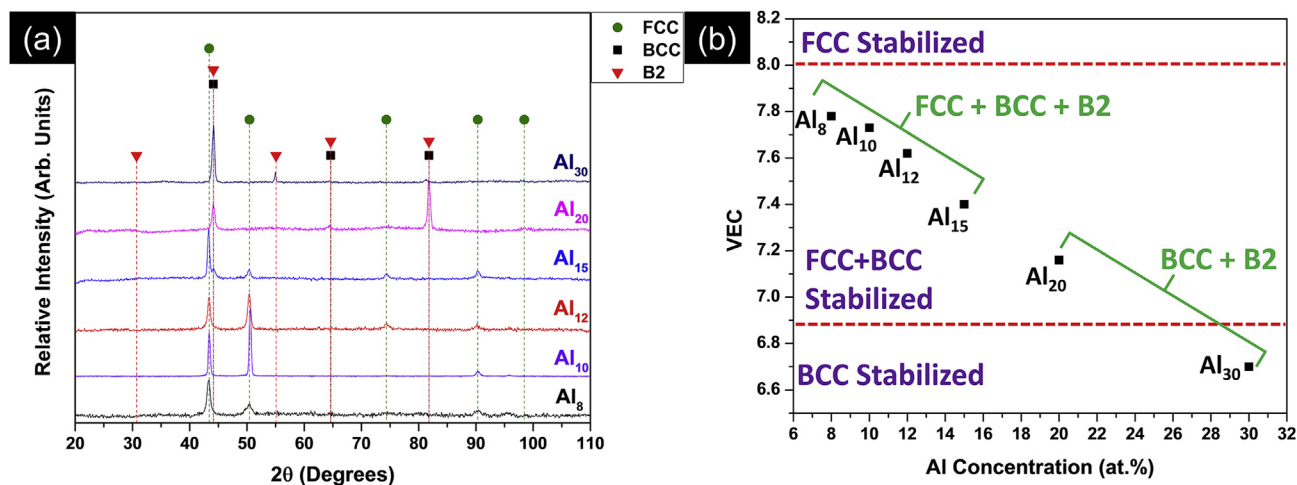 (a)
FCC
BCC
B2
Relative Intensity (Arb. Units)
Al30
Al20
Al15
Al12
Al10
Al8
20 30 40 50 60 70 80 90 100 110
2θ (Degrees)
(b)
VEC
8.2
8.0
7.8
7.6
7.4
7.2
7.0
6.8
6.6
FCC Stabilized
FCC + BCC + B2
Al8
Al10
Al12
Al15
FCC+BCC
Stabilized
BCC + B2
Al20
BCC Stabilized
Al30
6 8 10 12 14 16 18 20 22 24 26 28 30 32
Al Concentration (at.%)